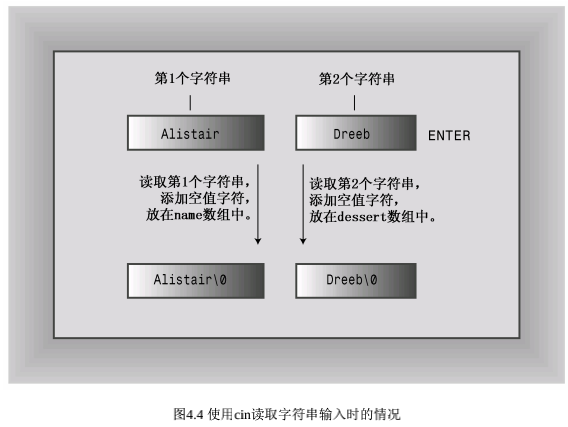 第1个字符串
第2个字符串
Alistair
Dreeb
ENTER
读取第1个字符串，
添加空值字符，
放在name数组中。
读取第2个字符串，
添加空值字符，
放在dessert数组中。
Alistair\0
Dreeb\0
图4.4 使用cin读取字符串输入时的情况